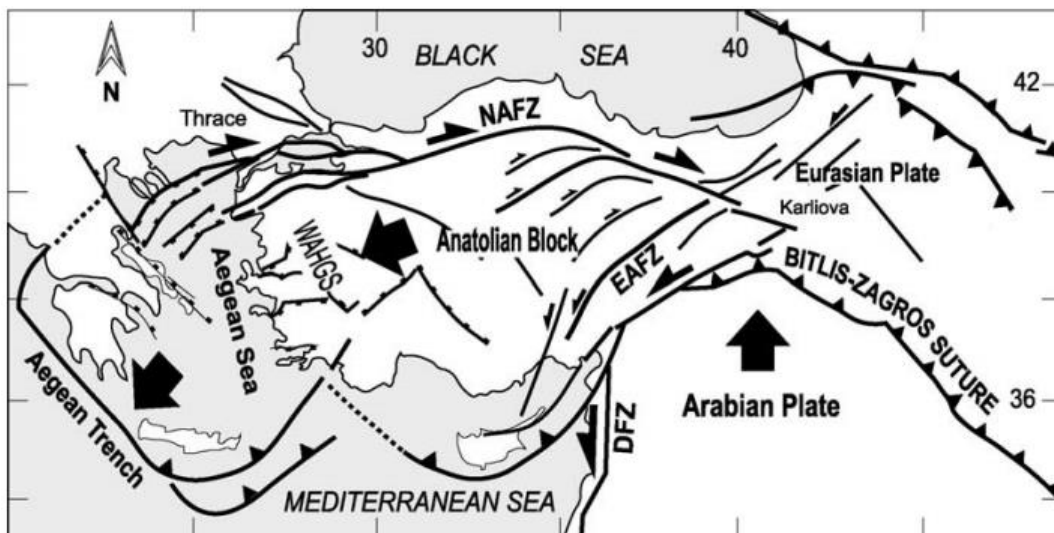 30
BLACK SEA
40
42
N
Thrace
NAFZ
Eurasian Plate
Karliova
WAHGS
Anatolian Block
Aegean Sea
EAFZ
BITLIS-ZAGROS SUTURE
Aegean Trench
Arabian Plate
36
DFZ
MEDITERRANEAN SEA